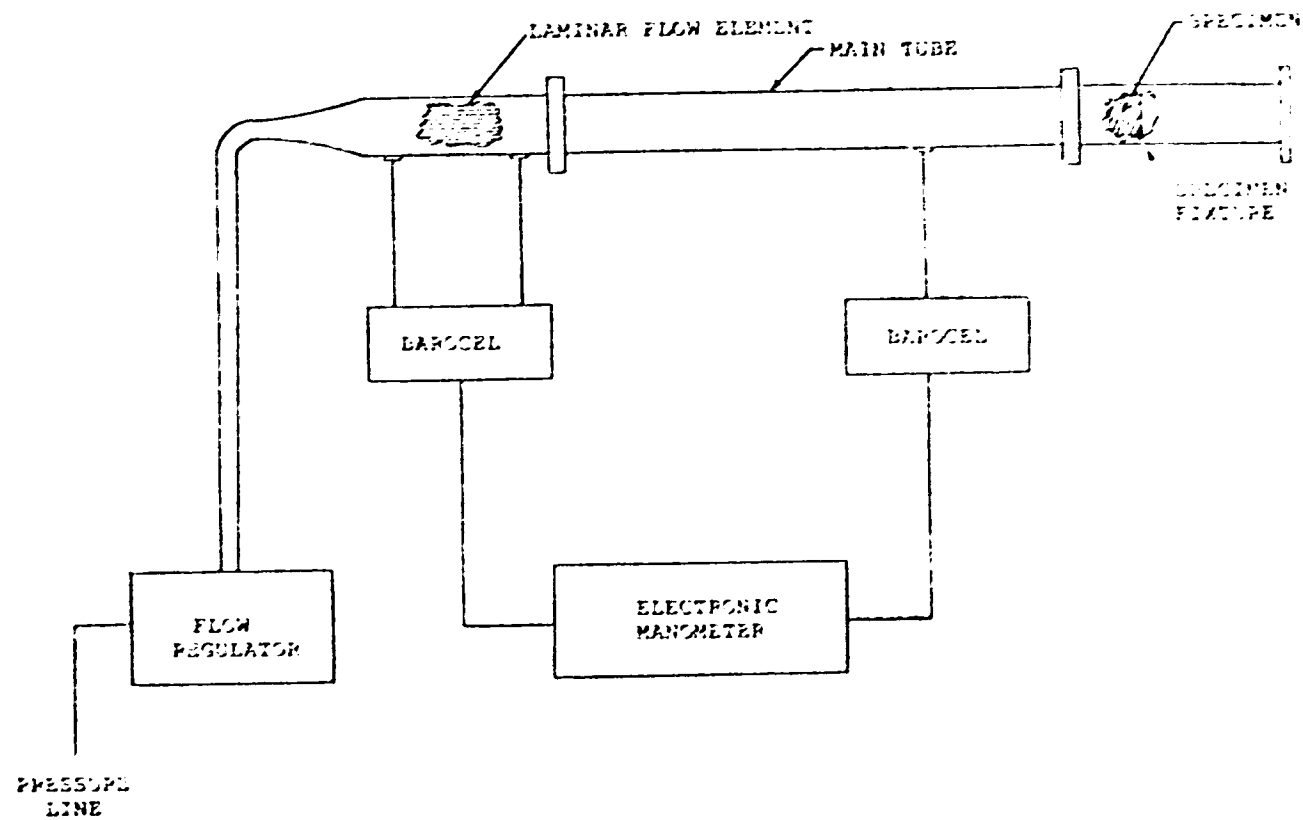 LAMINAR FLOW ELEMENT
MAIN TUBE
SPECIMEN
SPECIMEN
FIXTURE
BAROCEL
BAROCEL
FLOW
REGULATOR
ELECTRONIC
MANOMETER
PRESSURE
LINE